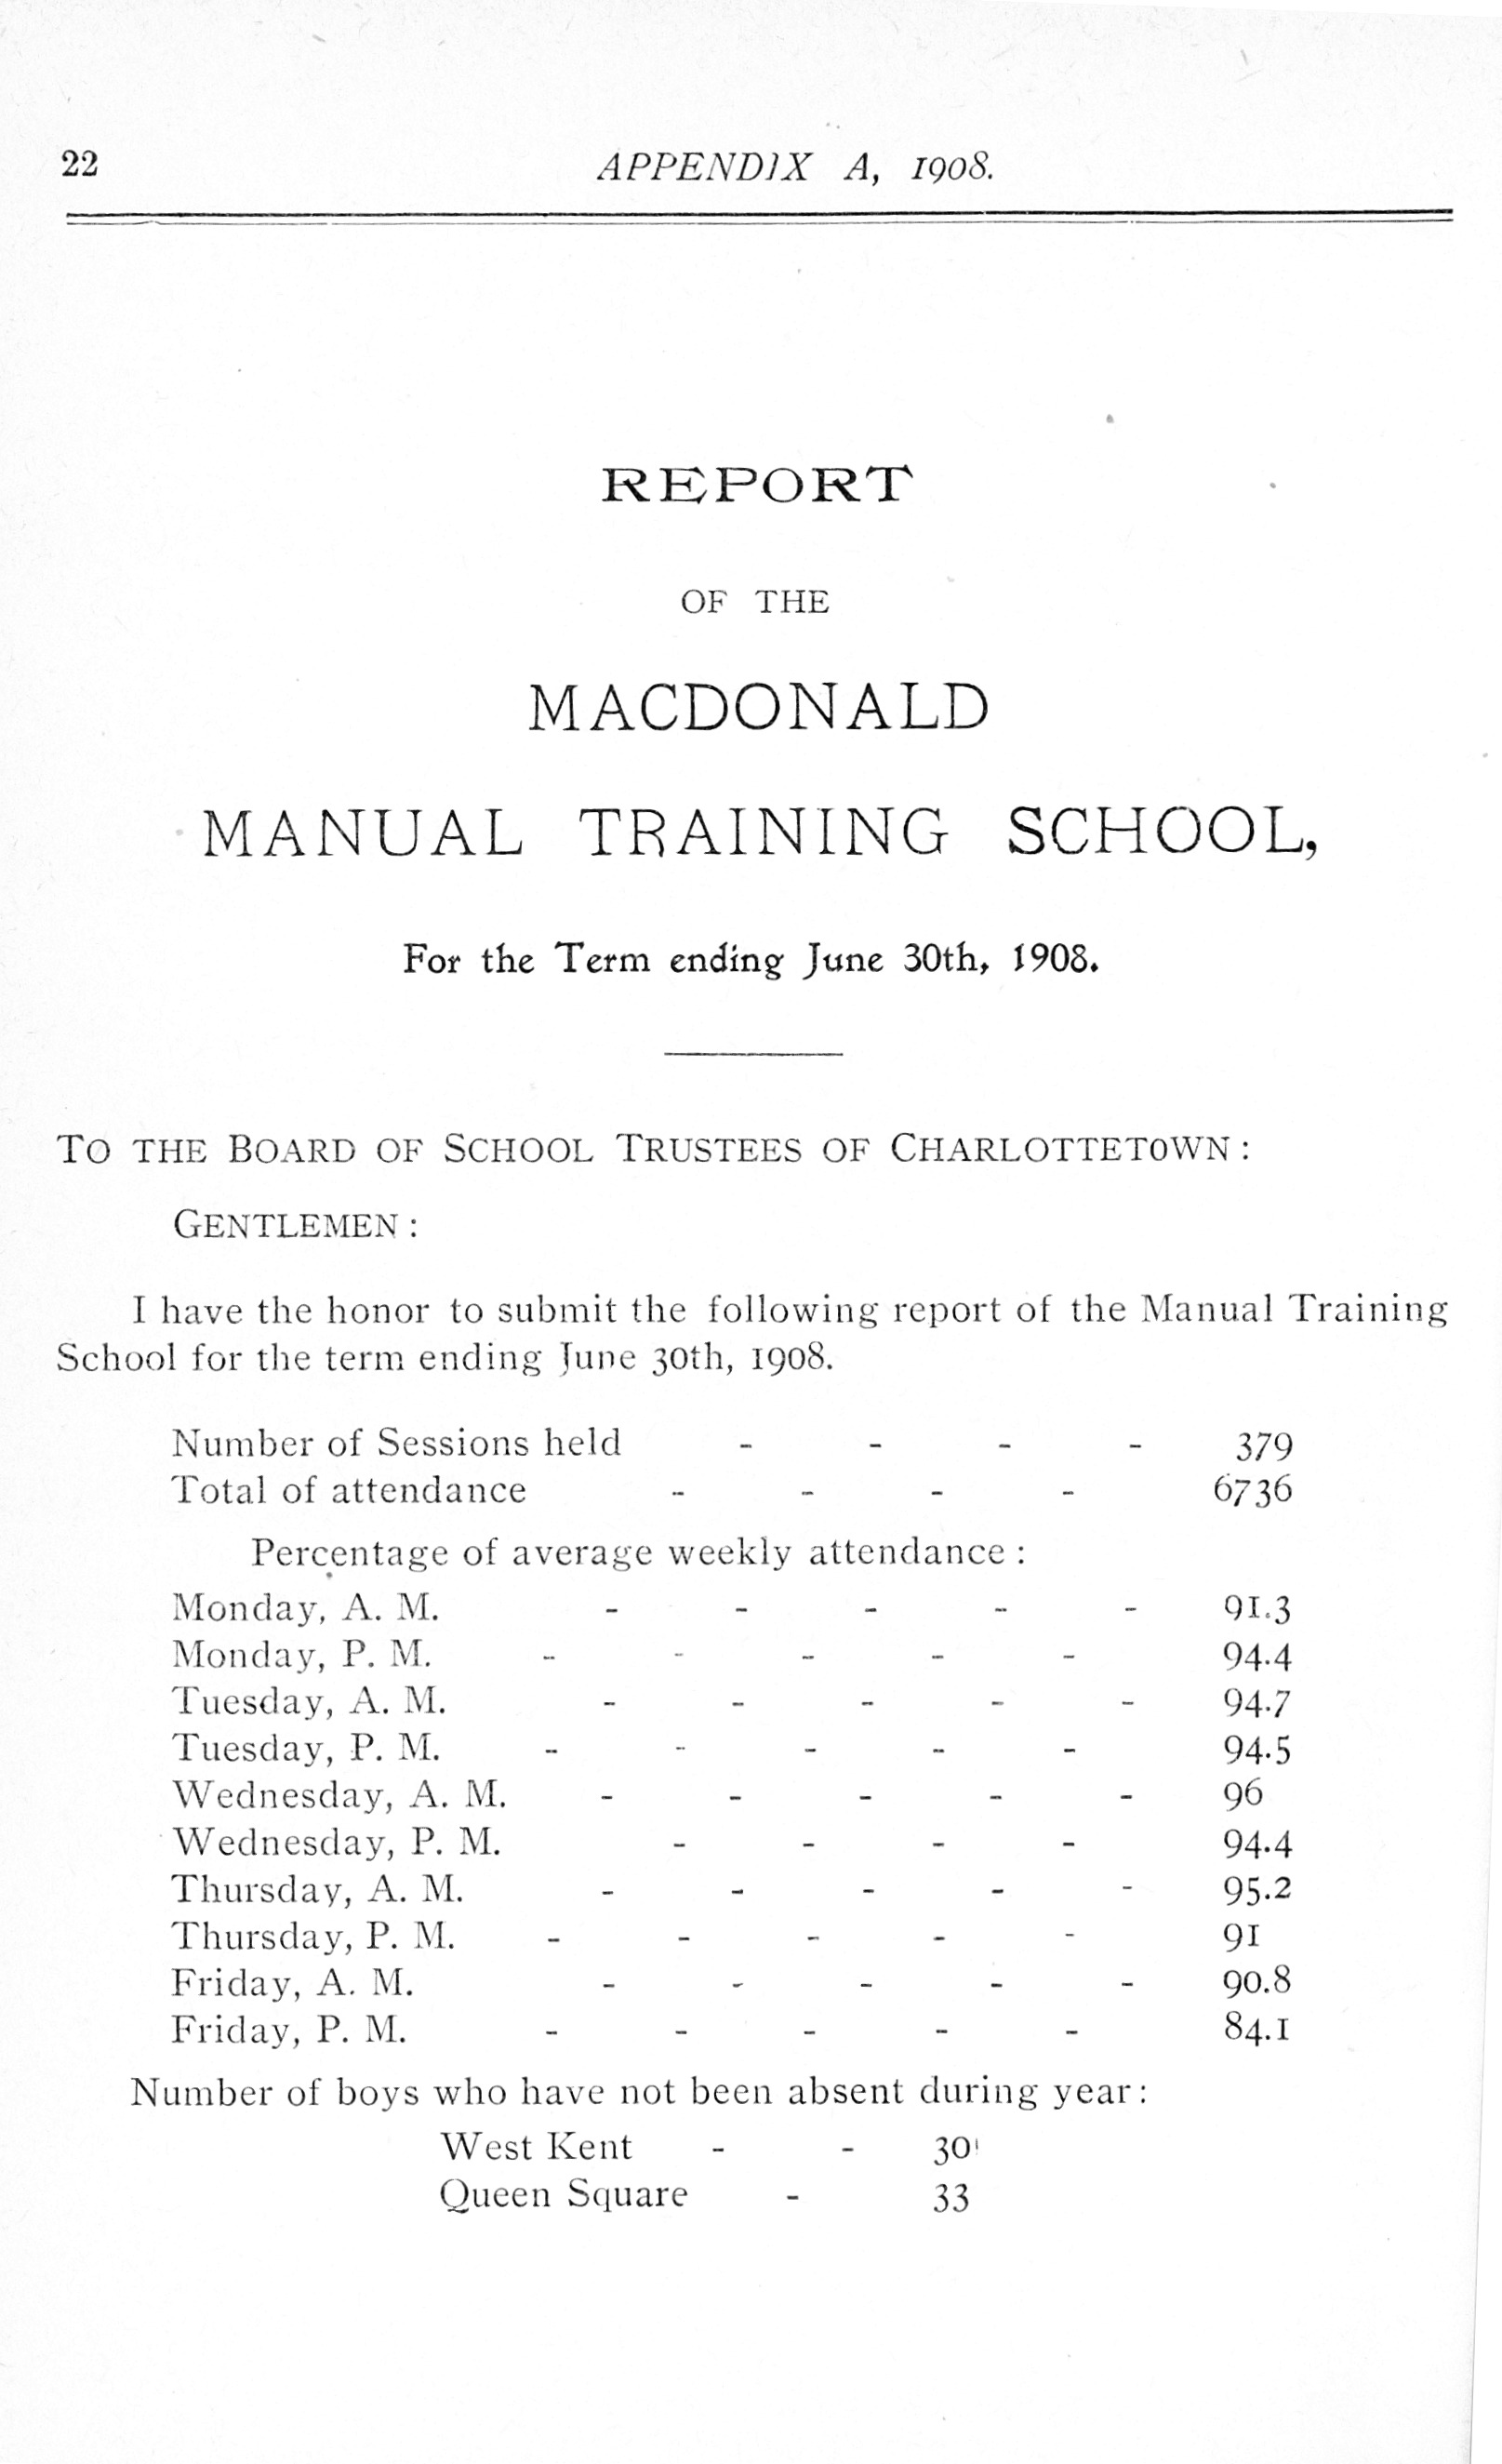 22 APPENDIX A, 1908.
REPORT
OF THE
MACDONALD
MANUAL TRAINING SCHOOL,
For the Term ending June 30th, 1908.
TO THE BOARD OF SCHOOL TRUSTEES OF CHARLOTTETOWN:
GENTLEMEN:
I have the honor to submit the following report of the Manual Training
School for the term ending June 30th, 1908.
Number of Sessions held - - - - 379
Total of attendance - - - - 6736
Percentage of average weekly attendance:
Monday, A. M. - - - - - 91.3
Monday, P. M. - - - - - 94.4
Tuesday, A. M. - - - - - 94.7
Tuesday, P. M. - - - - - 94.5
Wednesday, A. M. - - - - - 96
Wednesday, P. M. - - - - 94.4
Thursday, A. M. - - - - - 95.2
Thursday, P. M. - - - - - 91
Friday, A. M. - - - - - 90.8
Friday, P. M. - - - - - 84.1
Number of boys who have not been absent during year:
West Kent - - 30
Queen Square - 33